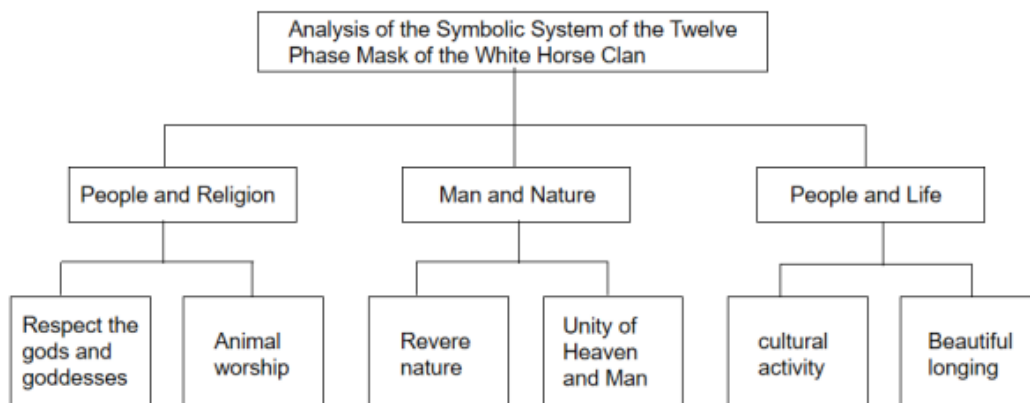 Analysis of the Symbolic System of the Twelve
Phase Mask of the White Horse Clan
People and Religion
Man and Nature
People and Life
Respect the
gods and
goddesses
Animal
worship
Revere
nature
Unity of
Heaven
and Man
cultural
activity
Beautiful
longing